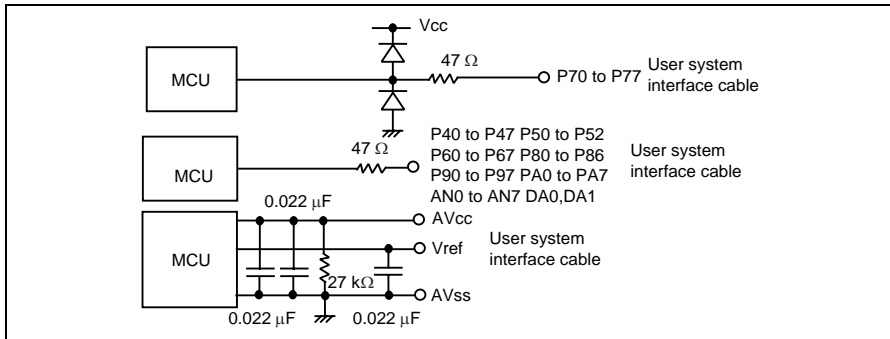 Vcc
MCU
47 Ω
P70 to P77
User system
interface cable
MCU
47 Ω
P40 to P47 P50 to P52
P60 to P67 P80 to P86
P90 to P97 PA0 to PA7
AN0 to AN7 DA0,DA1
User system
interface cable
MCU
0.022 μF
AVcc
Vref
User system
interface cable
27 kΩ
AVss
0.022 μF
0.022 μF